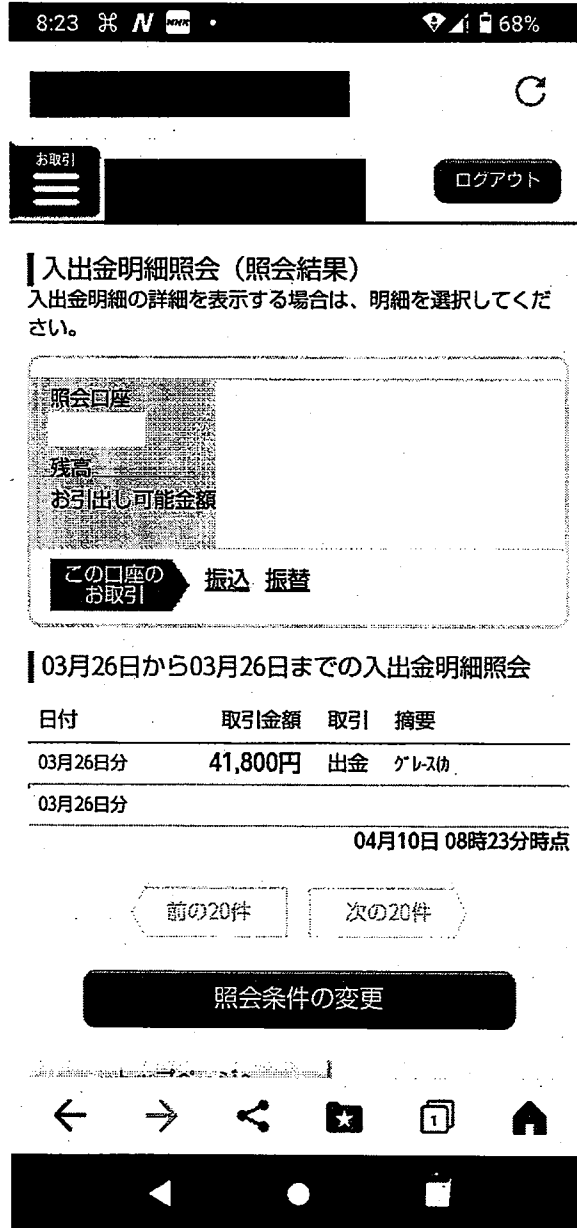 8:23 N NHK 68%
お取引
ログアウト
入出金明細照会（照会結果）
入出金明細の詳細を表示する場合は、明細を選択してくだ
さい。
照会口座
残高
お引出し可能金額
この口座の
お取引
振込 振替
03月26日から03月26日までの入出金明細照会
日付 取引金額 取引 摘要
03月26日分 41,800円 出金 ｸﾞﾚｰｽ(ｶ
03月26日分
04月10日 08時23分時点
前の20件 次の20件
照会条件の変更
1